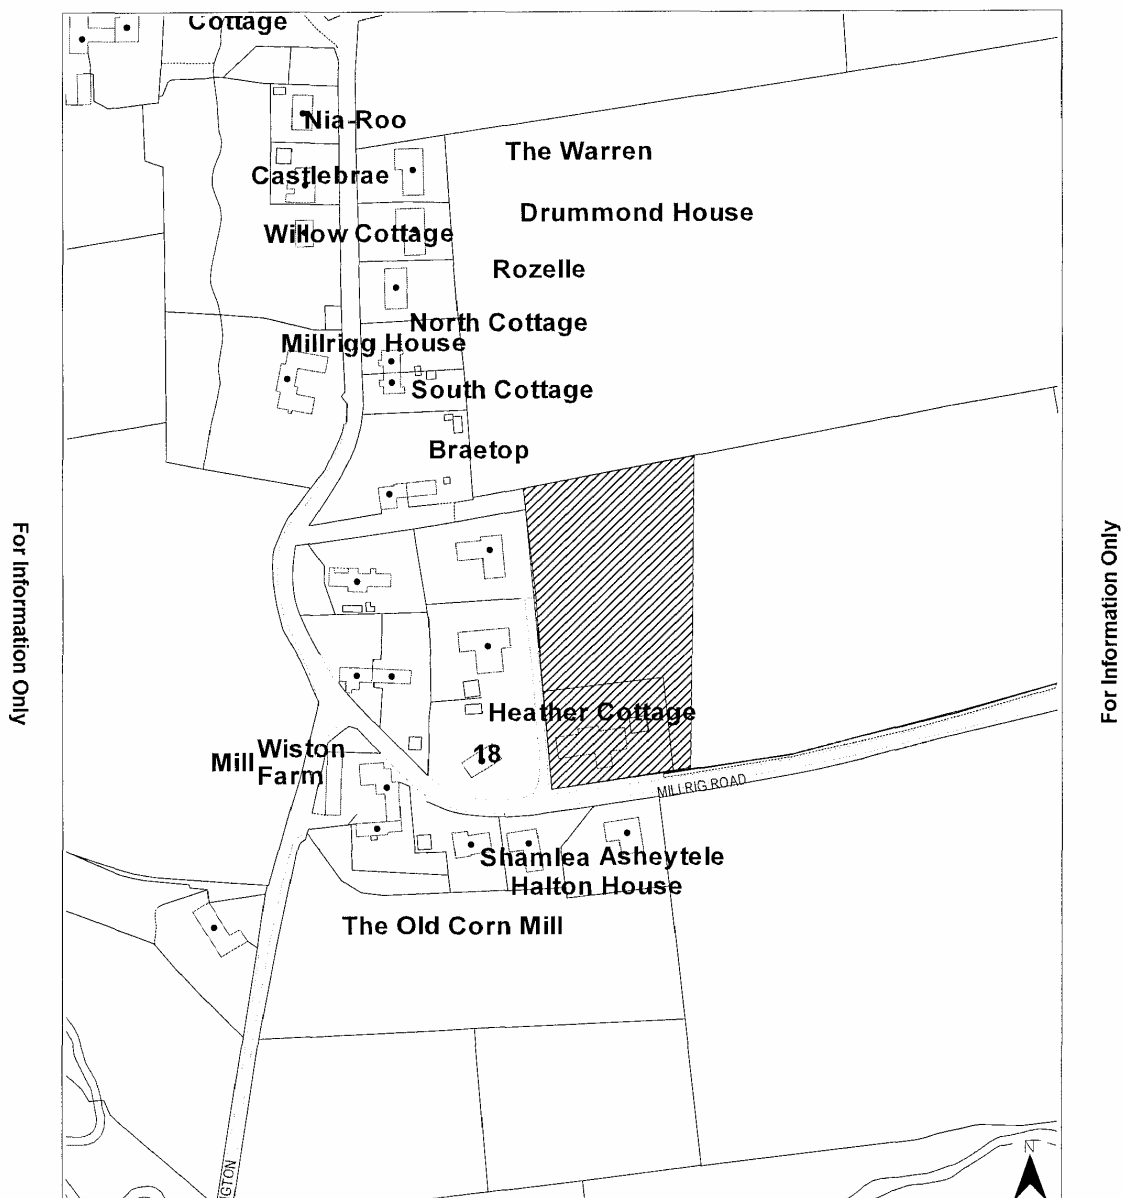 Cottage
Nia-Roo
The Warren
Castlebrae
Drummond House
Willow Cottage
Rozelle
North Cottage
Millrigg House
South Cottage
Braetop
For Information Only
For Information Only
Heather Cottage
18
Wiston
Mill
Farm
MILLRIG ROAD
Shamlea Asheytele
Halton House
The Old Corn Mill
N
GTON